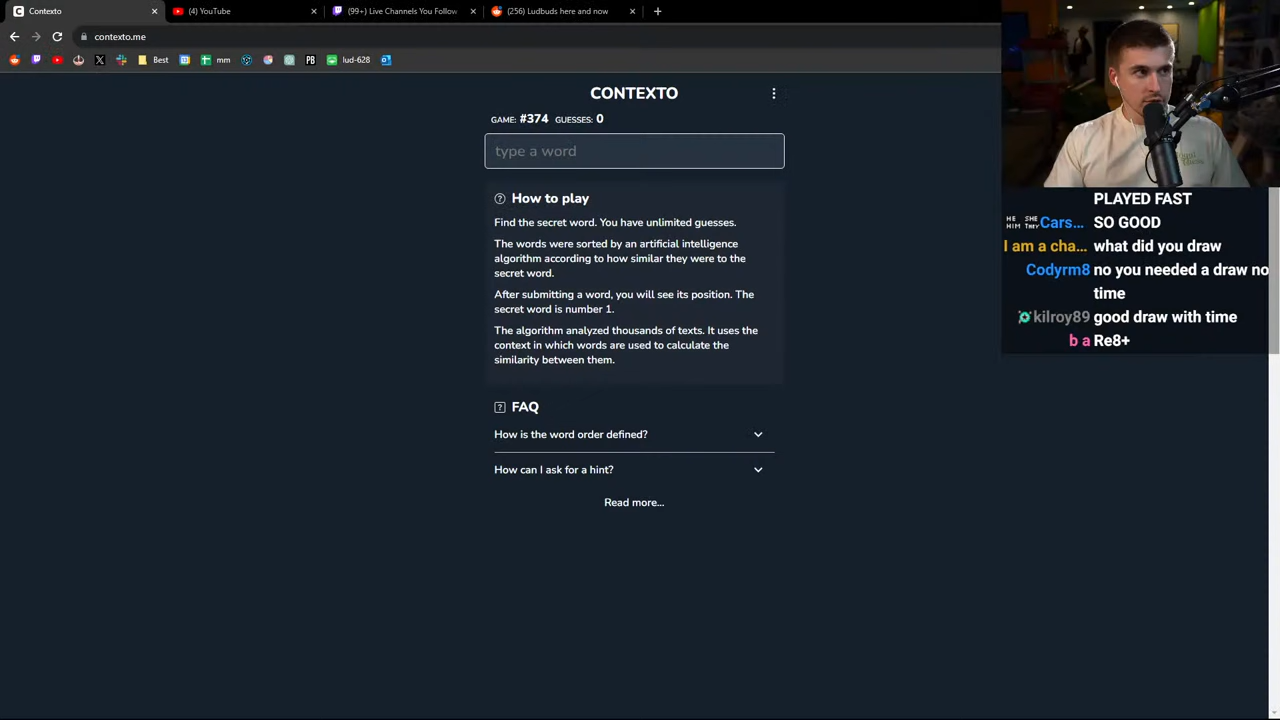 Contexto
(4) YouTube
(99+) Live Channels You Follow
(256) Ludbuds here and now
contexto.me
Best
mm
PB
lud-628
CONTEXTO
GAME: #374 GUESSES: 0
type a word
How to play
Find the secret word. You have unlimited guesses.
The words were sorted by an artificial intelligence
algorithm according to how similar they were to the
secret word.
After submitting a word, you will see its position. The
secret word is number 1.
The algorithm analyzed thousands of texts. It uses the
context in which words are used to calculate the
similarity between them.
FAQ
How is the word order defined?
How can I ask for a hint?
Read more...
PLAYED FAST
HE SHE
HIM THEY
Cars... SO GOOD
I am a cha... what did you draw
Codyrm8 no you needed a draw no
time
kilroy89 good draw with time
b a Re8+